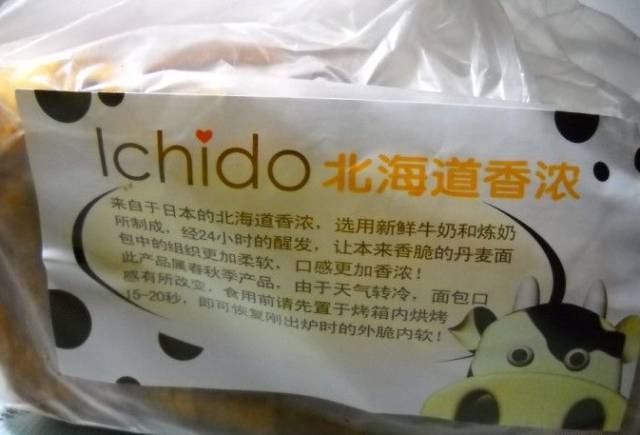 Ichido 北海道香浓
来自于日本的北海道香浓，选用新鲜牛奶和炼奶
所制成，经24小时的醒发，让本来香脆的丹麦面
包中的组织更加柔软，口感更加香浓！
此产品属春秋季产品，由于天气转冷，面包口
感有所改变，食用前请先置于烤箱内烘烤
15-20秒，即可恢复刚出炉时的外脆内软！